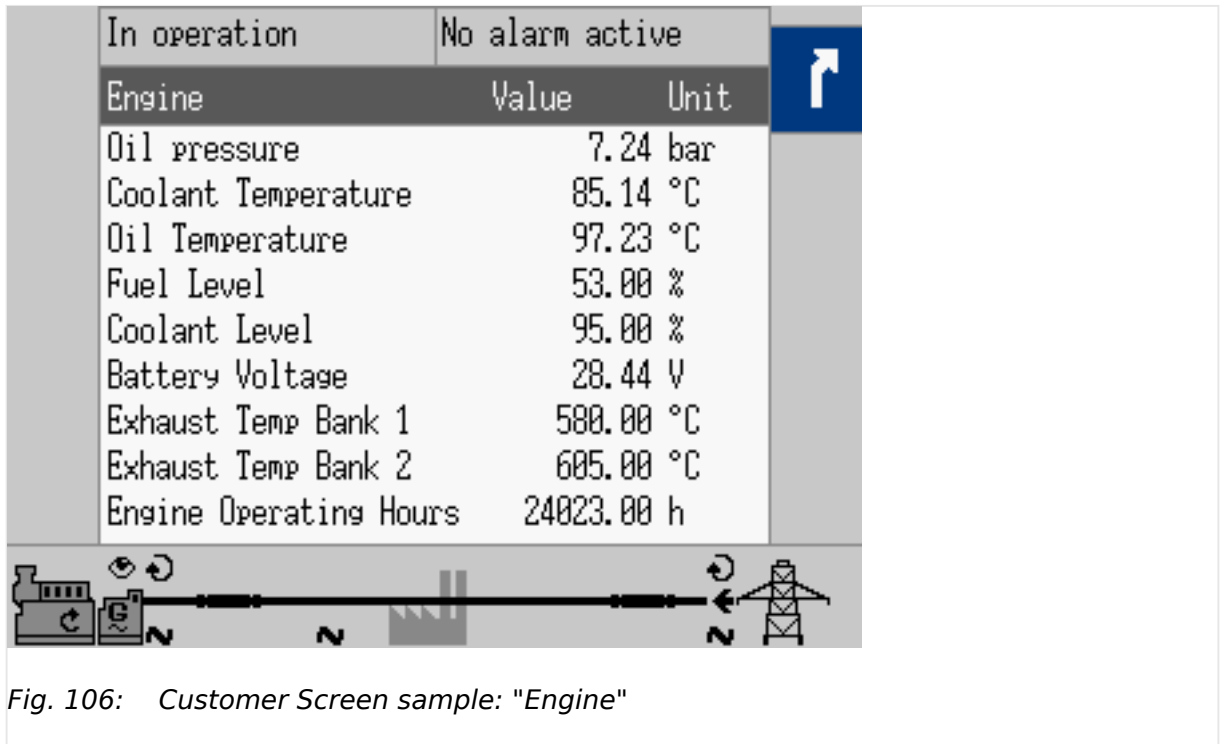 In operation No alarm active
Engine Value Unit
Oil pressure 7.24 bar
Coolant Temperature 85.14 °C
Oil Temperature 97.23 °C
Fuel Level 53.00 %
Coolant Level 95.00 %
Battery Voltage 28.44 V
Exhaust Temp Bank 1 580.00 °C
Exhaust Temp Bank 2 605.00 °C
Engine Operating Hours 24023.00 h
G
Fig. 106: Customer Screen sample: "Engine"